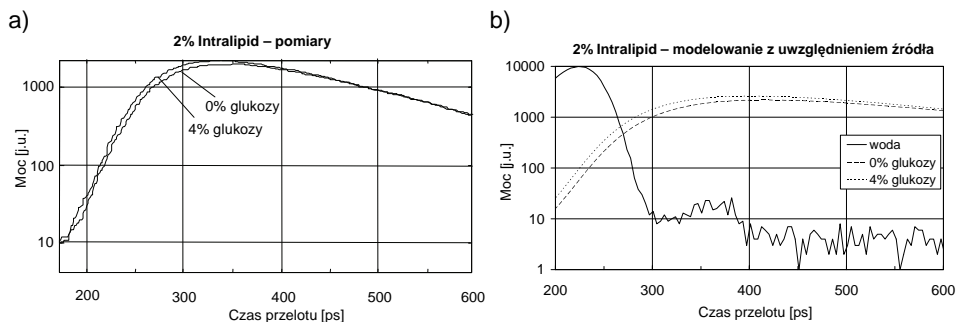 a)
2% Intralipid – pomiary
Moc [j.u.]
1000
100
10
0% glukozy
4% glukozy
200 300 400 500 600
Czas przelotu [ps]
b)
2% Intralipid – modelowanie z uwzględnieniem źródła
Moc [j.u.]
10000
1000
100
10
1
woda
0% glukozy
4% glukozy
200 300 400 500 600
Czas przelotu [ps]